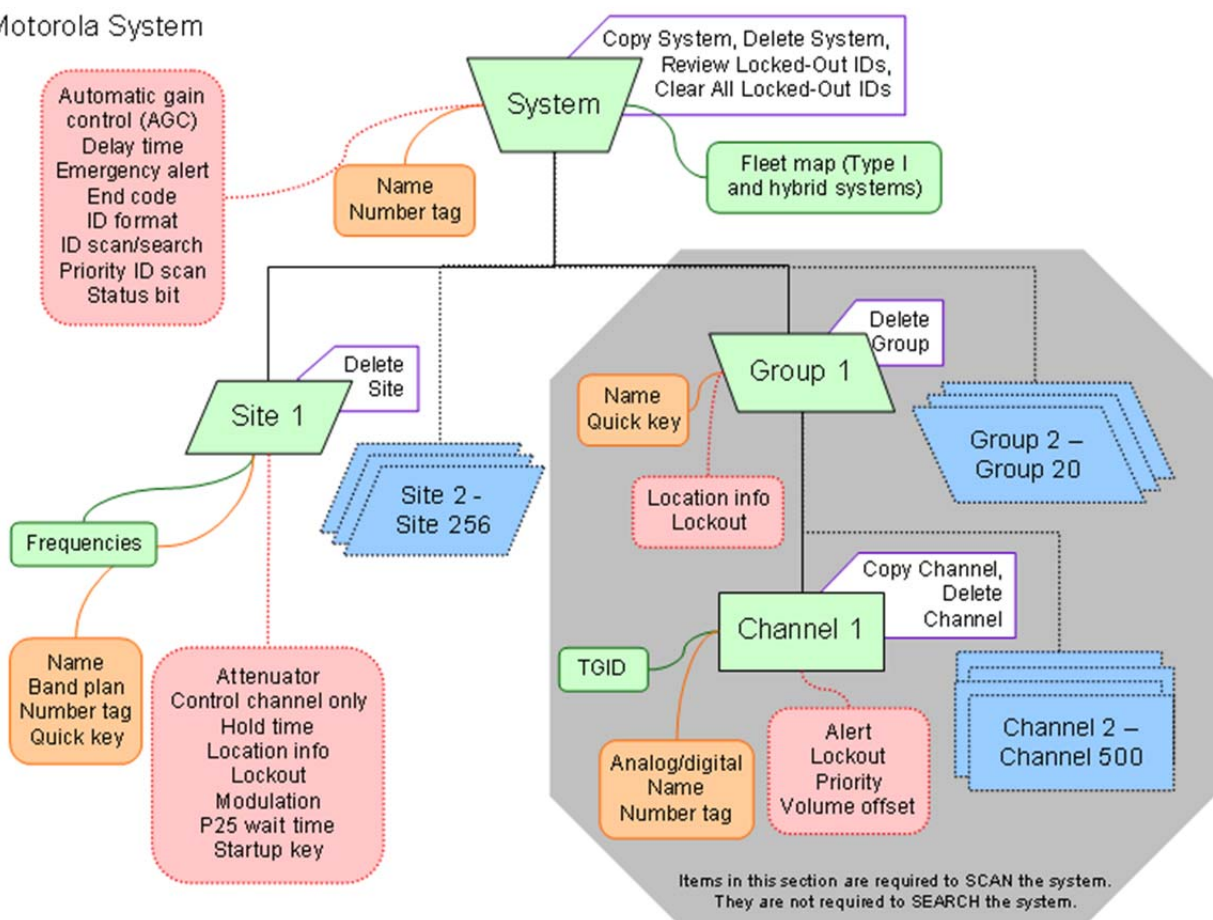 Motorola System
Copy System, Delete System,
Review Locked-Out IDs,
Clear All Locked-Out IDs
System
Automatic gain
control (AGC)
Delay time
Emergency alert
End code
ID format
ID scan/search
Priority ID scan
Status bit
Name
Number tag
Fleet map (Type I
and hybrid systems)
Delete
Site
Site 1
Site 2 -
Site 256
Frequencies
Name
Band plan
Number tag
Quick key
Attenuator
Control channel only
Hold time
Location info
Lockout
Modulation
P25 wait time
Startup key
Delete
Group
Group 1
Name
Quick key
Location info
Lockout
Group 2 –
Group 20
Copy Channel,
Delete
Channel
Channel 1
TGID
Analog/digital
Name
Number tag
Alert
Lockout
Priority
Volume offset
Channel 2 –
Channel 500
Items in this section are required to SCAN the system.
They are not required to SEARCH the system.